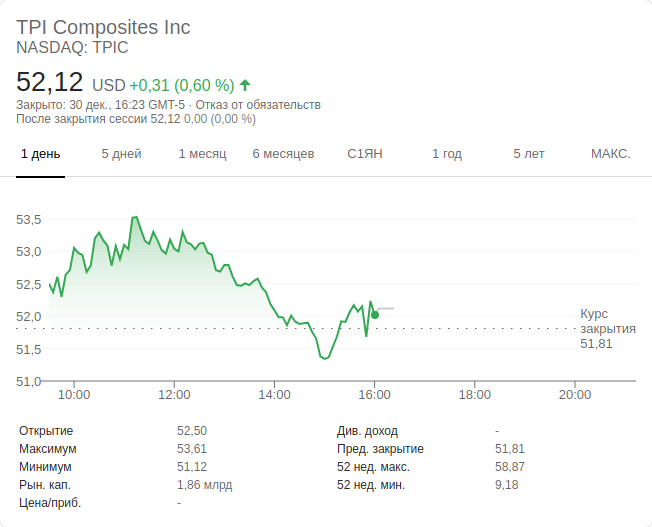 TPI Composites Inc
NASDAQ: TPIC
52,12 USD +0,31 (0,60 %)
Закрыто: 30 дек., 16:23 GMT-5 · Отказ от обязательств
После закрытия сессии 52,12 0,00 (0,00 %)
1 день 5 дней 1 месяц 6 месяцев С1ЯН 1 год 5 лет МАКС.
53,5
53,0
52,5
52,0
51,5
51,0
Курс
закрытия
51,81
10:00 12:00 14:00 16:00 18:00 20:00
Открытие 52,50 Див. доход -
Максимум 53,61 Пред. закрытие 51,81
Минимум 51,12 52 нед. макс. 58,87
Рын. кап. 1,86 млрд 52 нед. мин. 9,18
Цена/приб. -